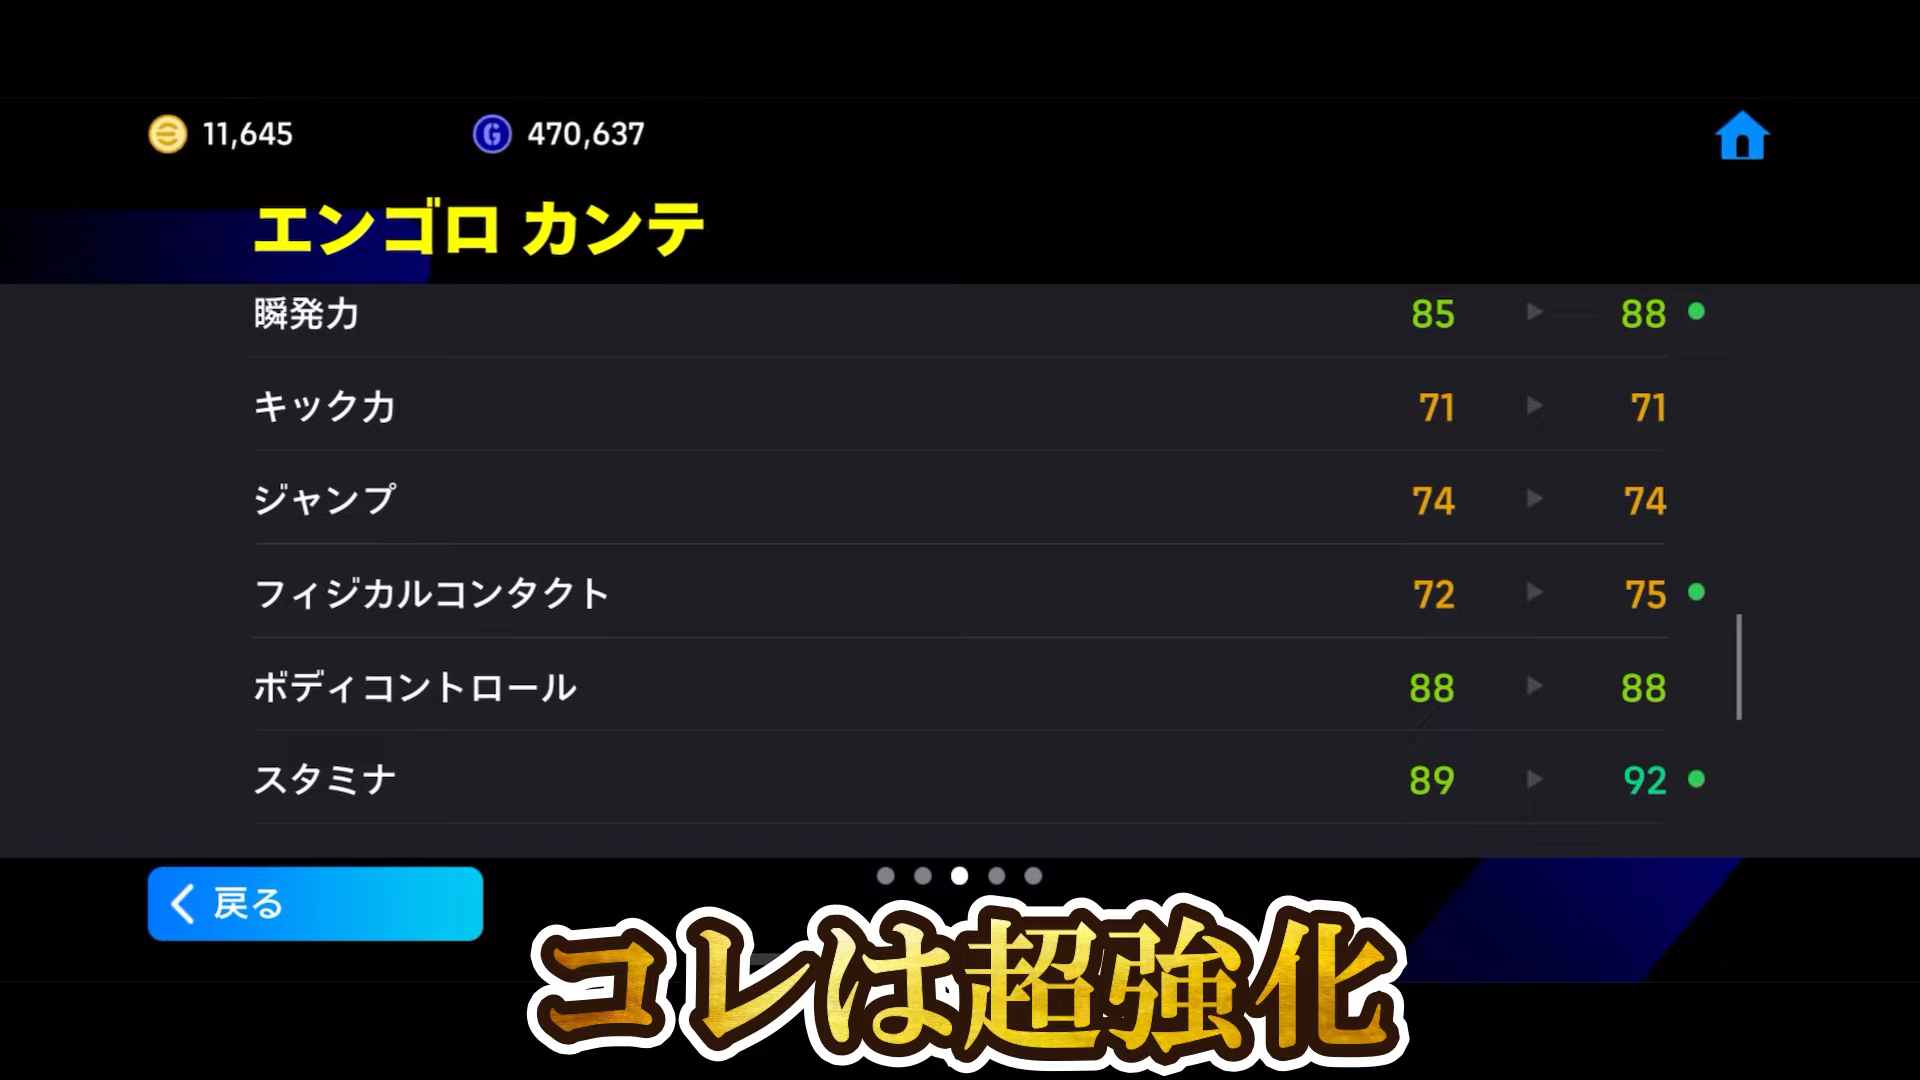 11,645 470,637
エンゴロ カンテ
瞬発力 85 ▶ 88
キック力 71 ▶ 71
ジャンプ 74 ▶ 74
フィジカルコンタクト 72 ▶ 75
ボディコントロール 88 ▶ 88
スタミナ 89 ▶ 92
戻る
コレは超強化